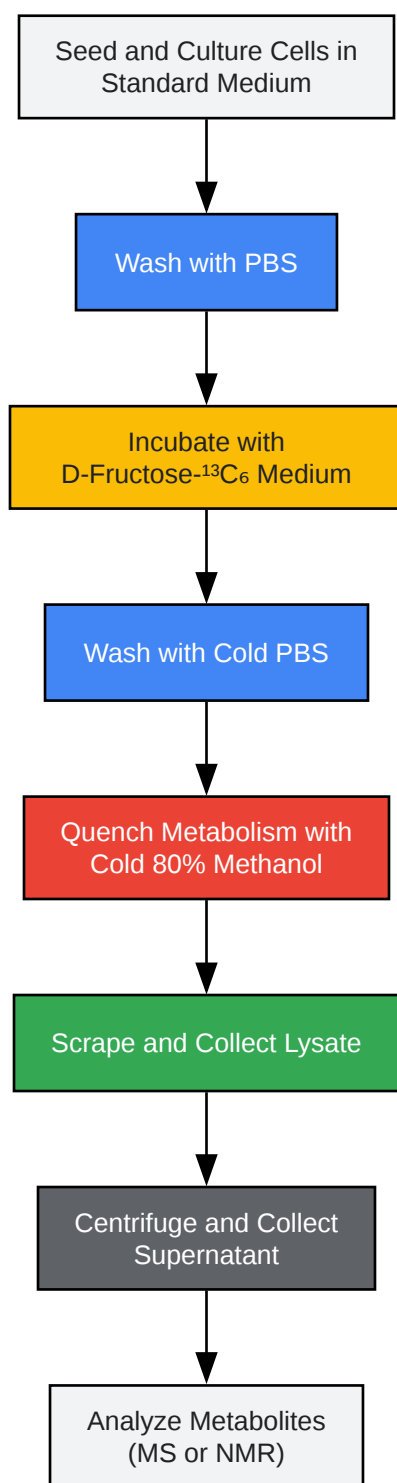 Seed and Culture Cells in
Standard Medium
Wash with PBS
Incubate with
D-Fructose-¹³C₆ Medium
Wash with Cold PBS
Quench Metabolism with
Cold 80% Methanol
Scrape and Collect Lysate
Centrifuge and Collect
Supernatant
Analyze Metabolites
(MS or NMR)